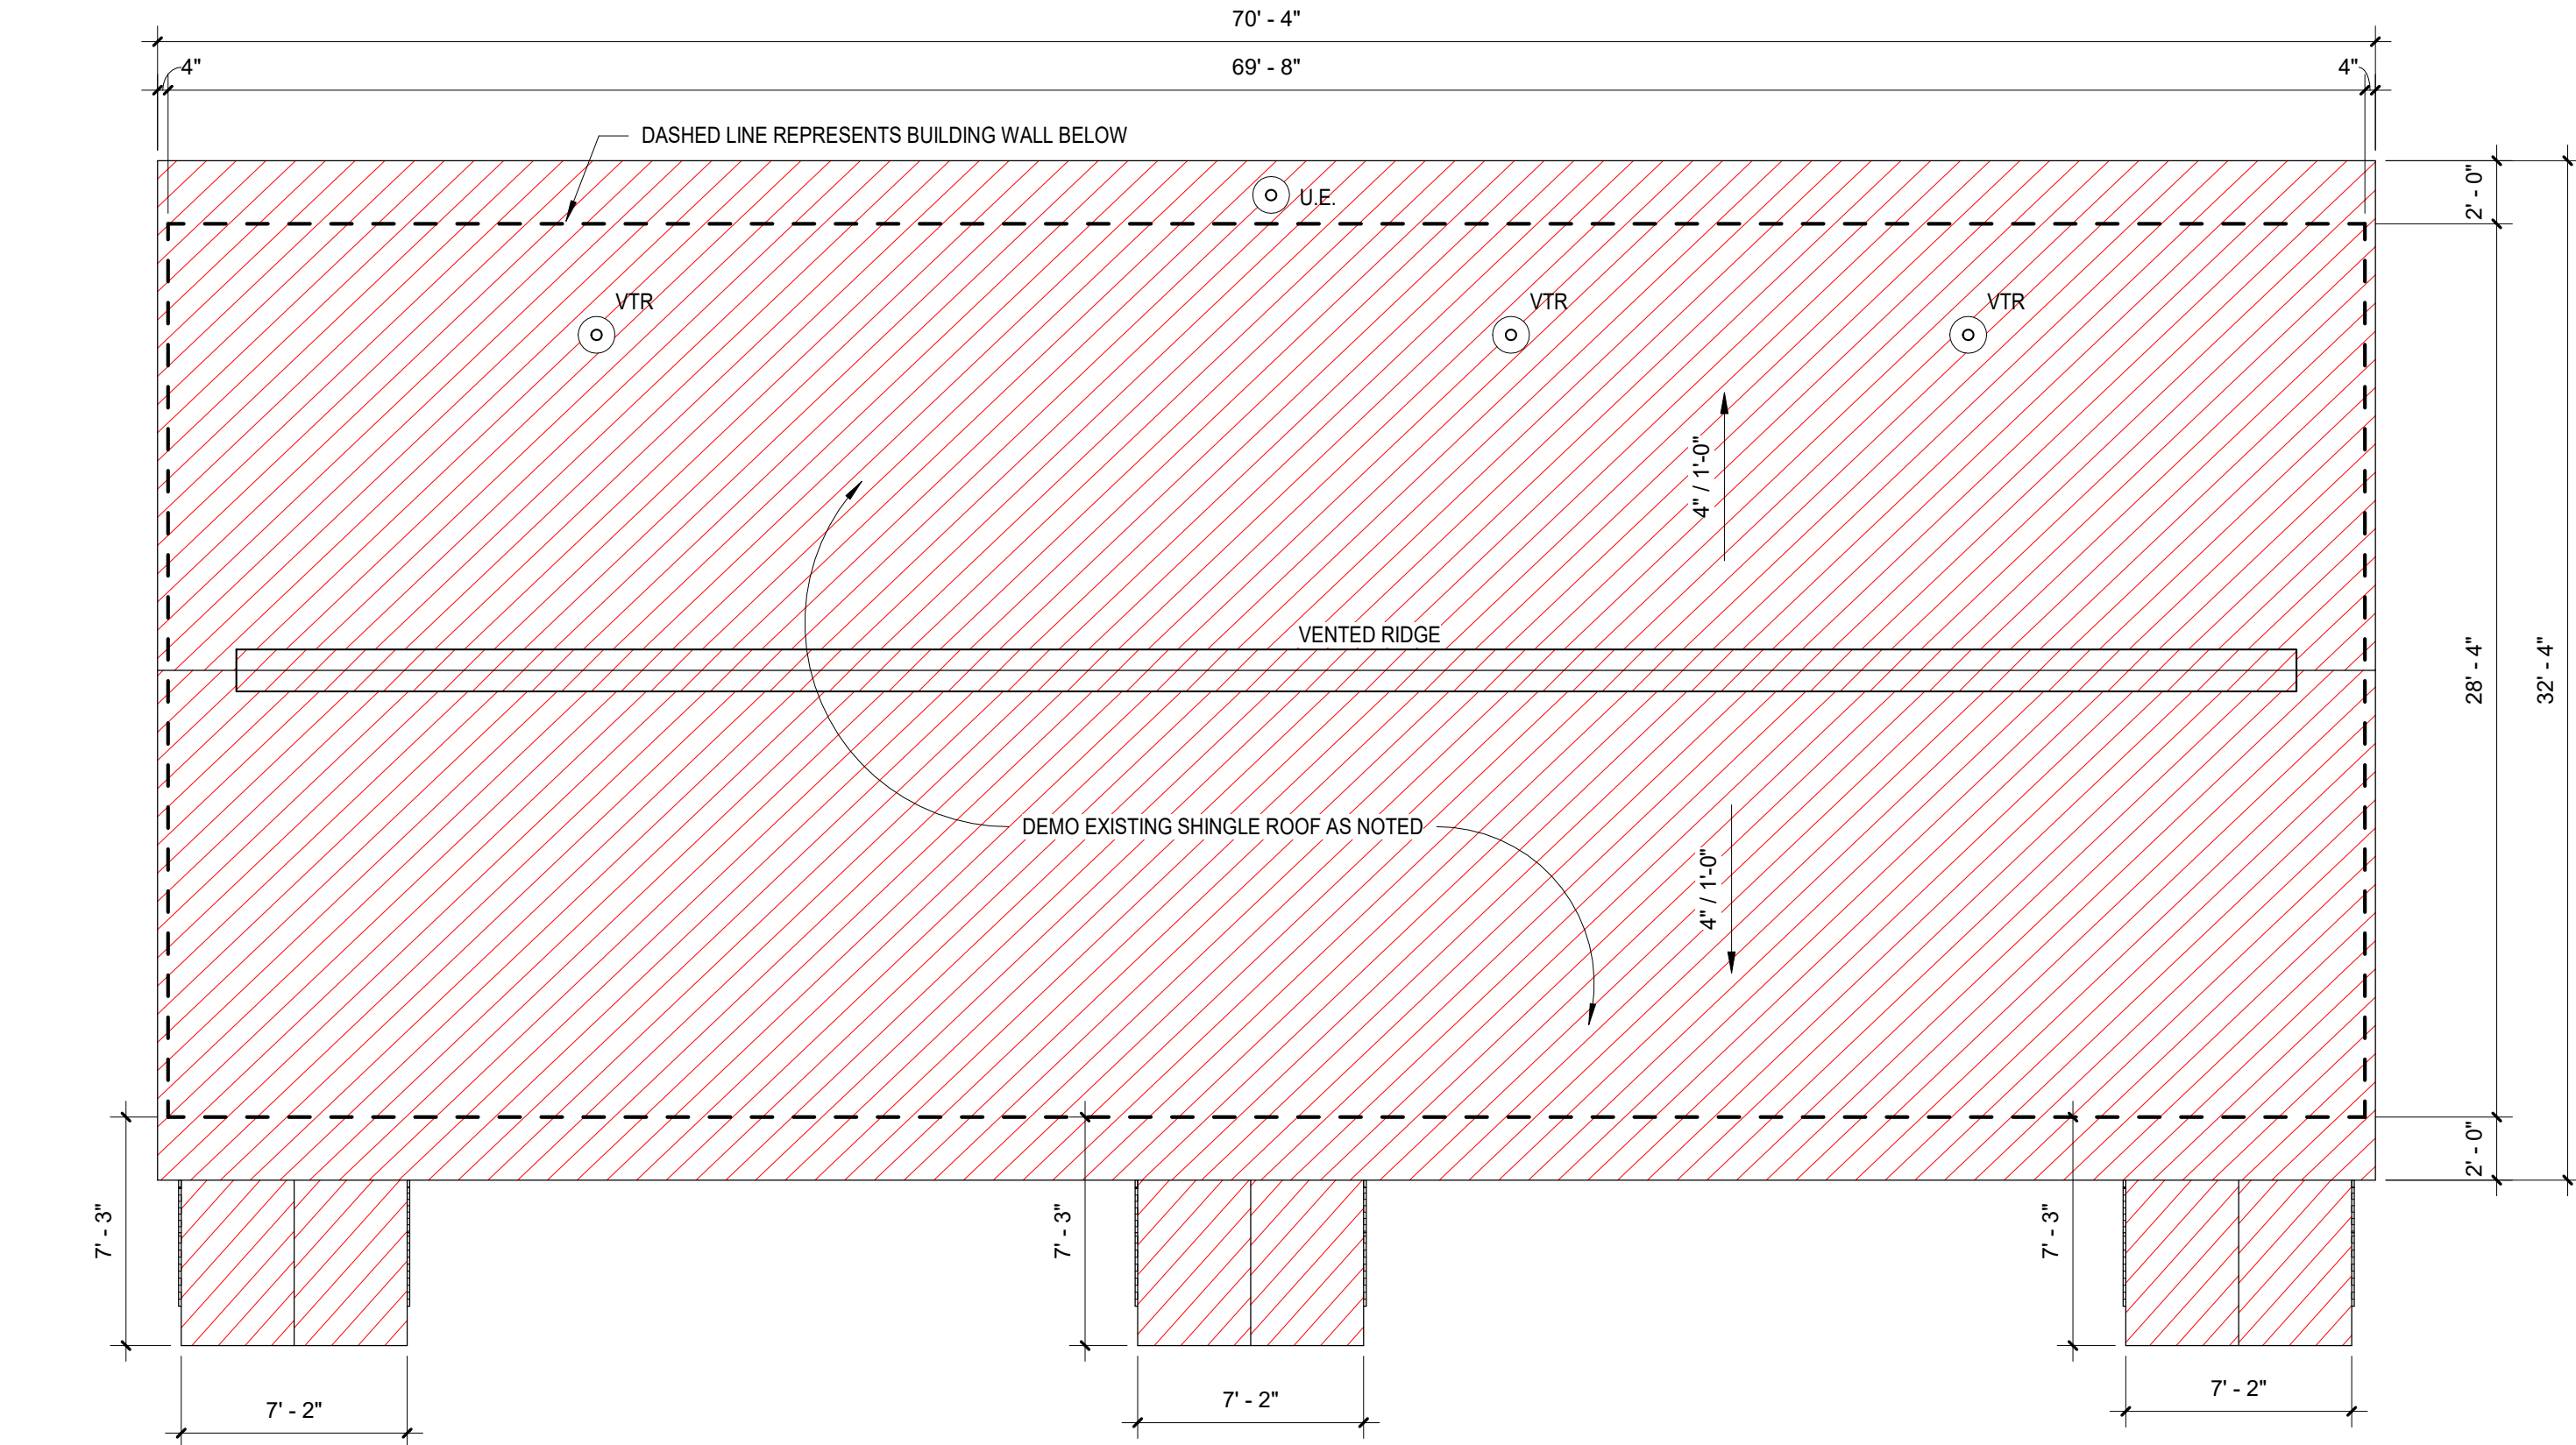 70' - 4"
4"
69' - 8"
4"
DASHED LINE REPRESENTS BUILDING WALL BELOW
U.E.
2' - 0"
VTR
VTR
VTR
4" / 1'-0"
VENTED RIDGE
28' - 4"
32' - 4"
DEMO EXISTING SHINGLE ROOF AS NOTED
4" / 1'-0"
2' - 0"
7' - 3"
7' - 3"
7' - 3"
7' - 2"
7' - 2"
7' - 2"